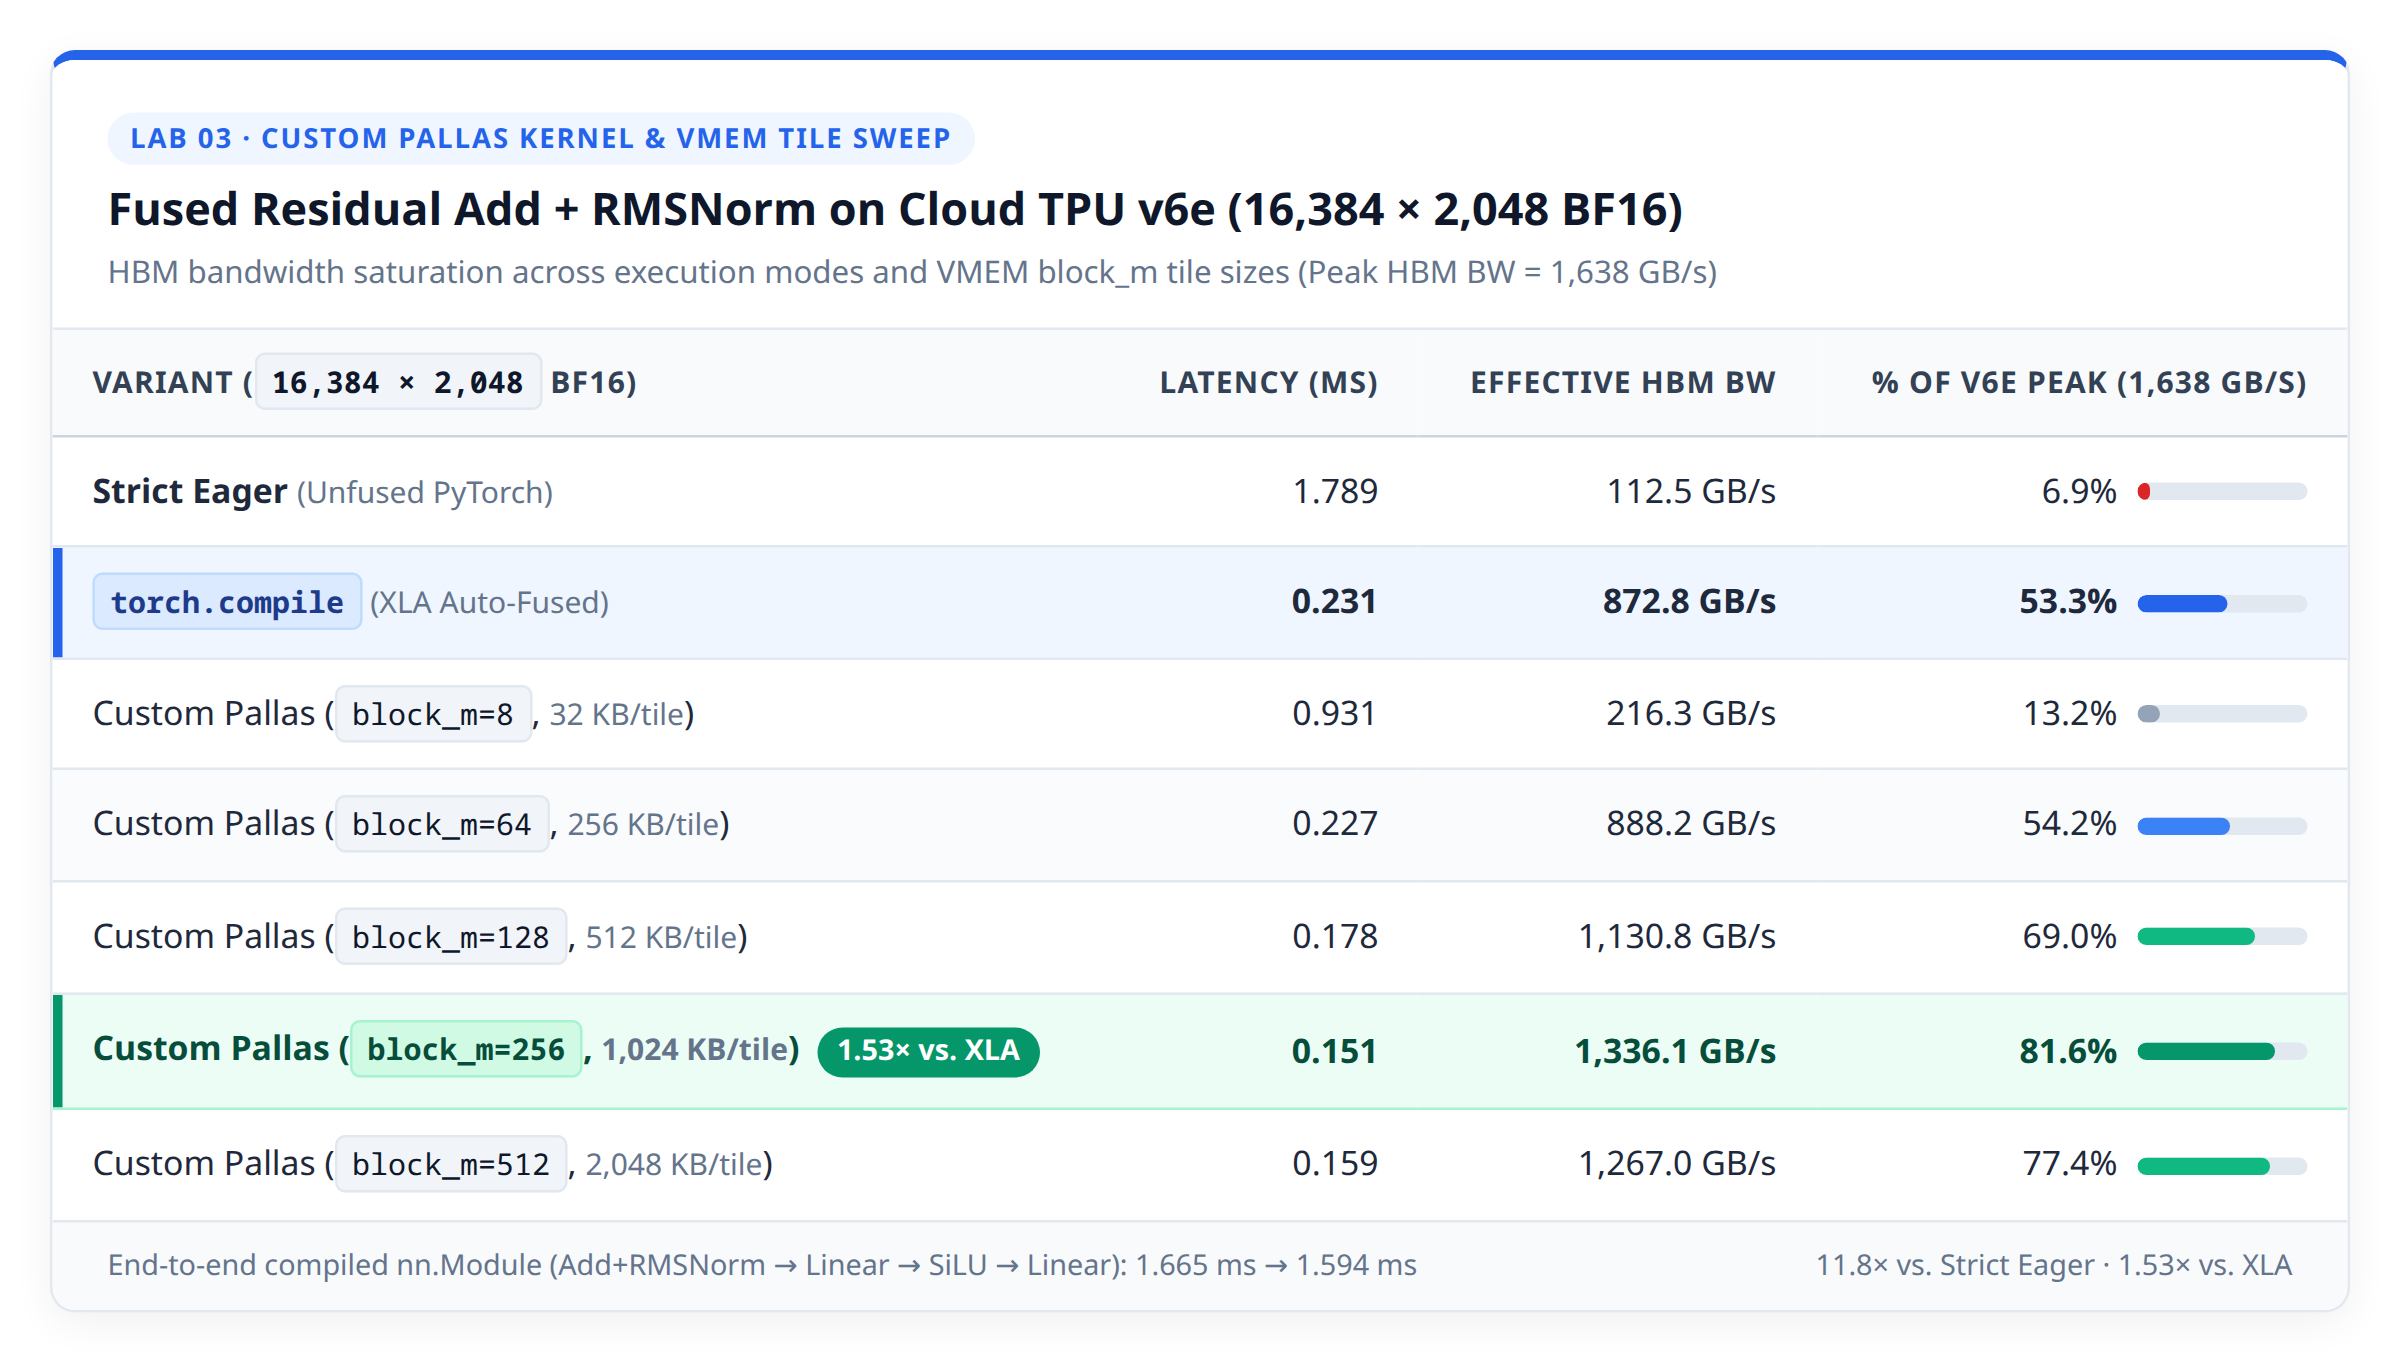 LAB 03 · CUSTOM PALLAS KERNEL & VMEM TILE SWEEP
Fused Residual Add + RMSNorm on Cloud TPU v6e (16,384 × 2,048 BF16)
HBM bandwidth saturation across execution modes and VMEM block_m tile sizes (Peak HBM BW = 1,638 GB/s)
VARIANT (16,384 × 2,048 BF16) LATENCY (MS) EFFECTIVE HBM BW % OF V6E PEAK (1,638 GB/S)
Strict Eager (Unfused PyTorch) 1.789 112.5 GB/s 6.9%
torch.compile (XLA Auto-Fused) 0.231 872.8 GB/s 53.3%
Custom Pallas (block_m=8, 32 KB/tile) 0.931 216.3 GB/s 13.2%
Custom Pallas (block_m=64, 256 KB/tile) 0.227 888.2 GB/s 54.2%
Custom Pallas (block_m=128, 512 KB/tile) 0.178 1,130.8 GB/s 69.0%
Custom Pallas (block_m=256, 1,024 KB/tile) 1.53× vs. XLA 0.151 1,336.1 GB/s 81.6%
Custom Pallas (block_m=512, 2,048 KB/tile) 0.159 1,267.0 GB/s 77.4%
End-to-end compiled nn.Module (Add+RMSNorm → Linear → SiLU → Linear): 1.665 ms → 1.594 ms 11.8× vs. Strict Eager · 1.53× vs. XLA